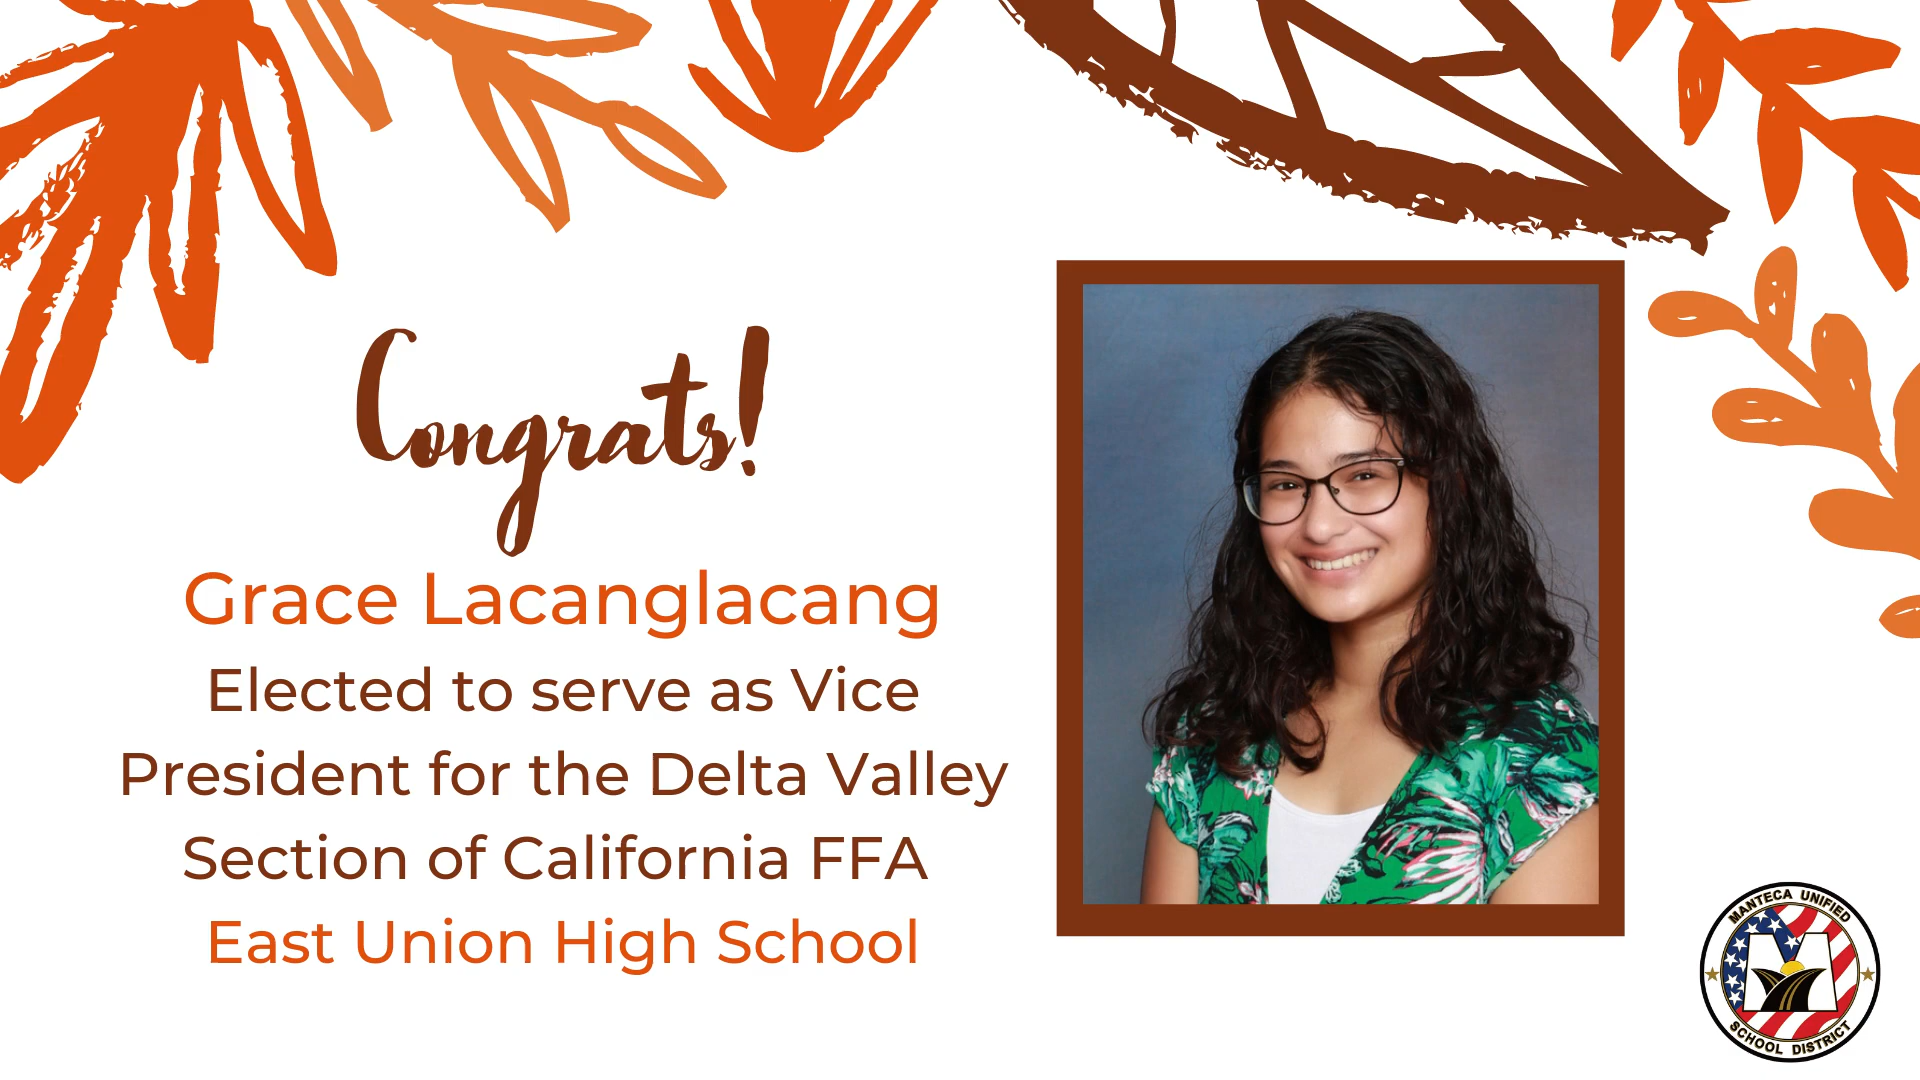 Congrats!
Grace Lacanglacang
Elected to serve as Vice
President for the Delta Valley
Section of California FFA
East Union High School
MANTECA UNIFIED
SCHOOL DISTRICT